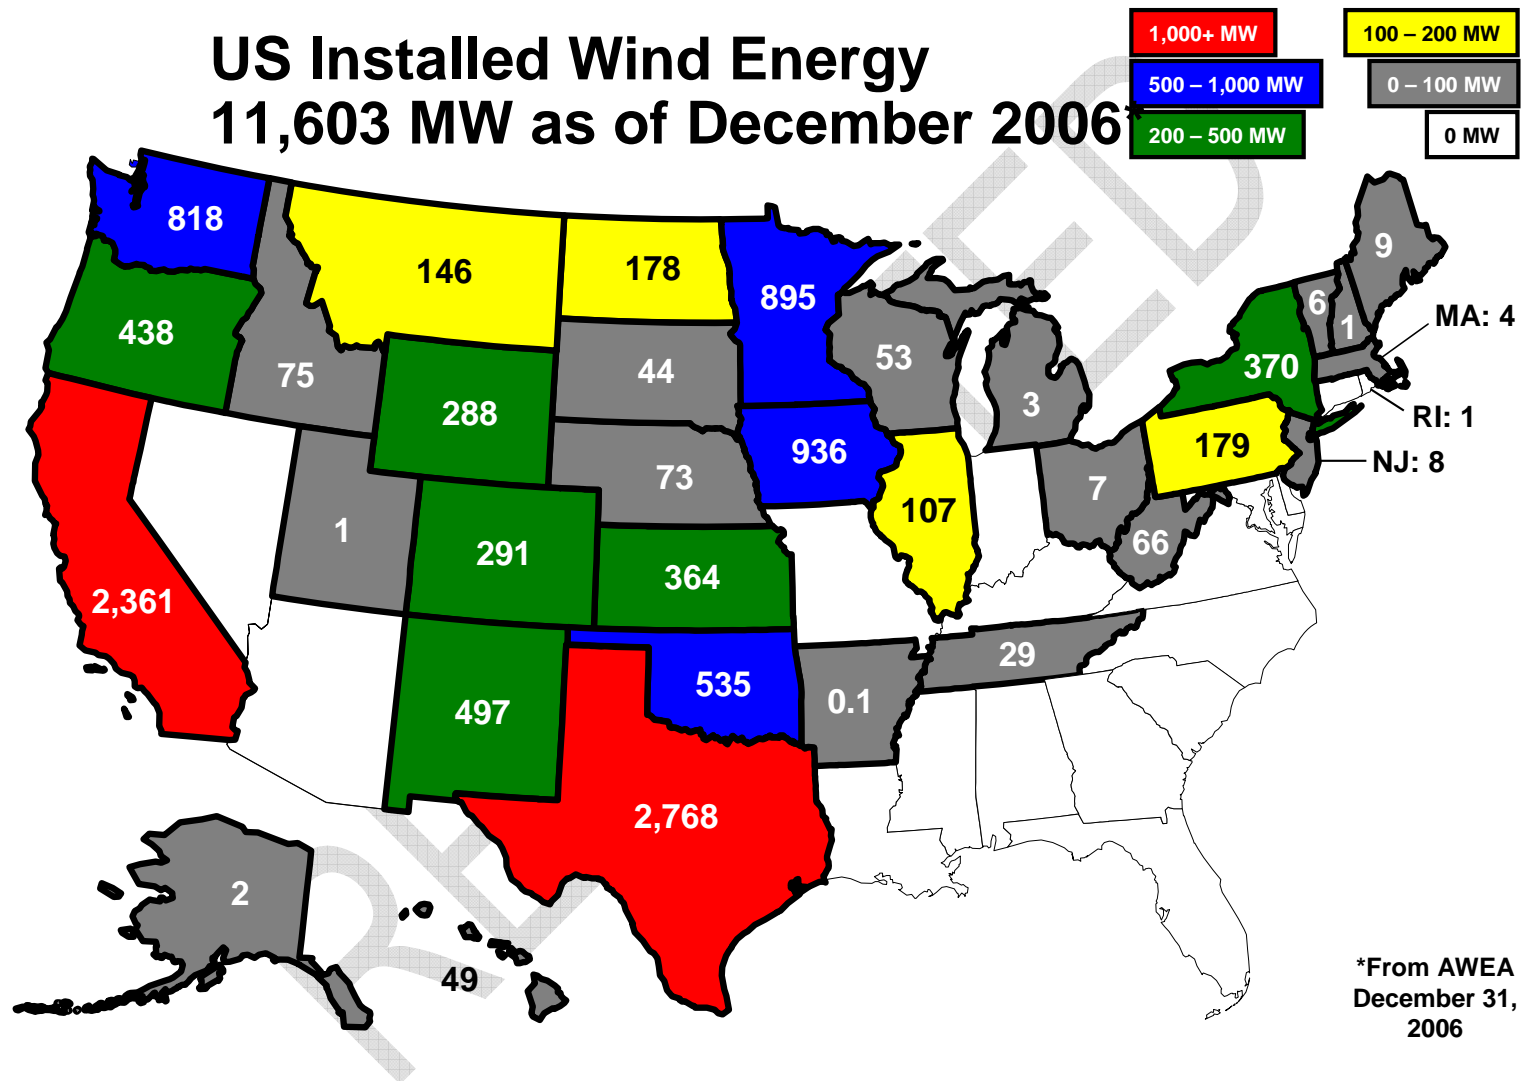 US Installed Wind Energy
11,603 MW as of December 2006*
1,000+ MW
100 – 200 MW
500 – 1,000 MW
0 – 100 MW
200 – 500 MW
0 MW
818
146
178
895
9
438
75
288
44
53
3
6
1
MA: 4
370
RI: 1
NJ: 8
179
936
73
107
7
66
1
291
364
2,361
29
497
535
0.1
2,768
2
49
*From AWEA
December 31,
2006